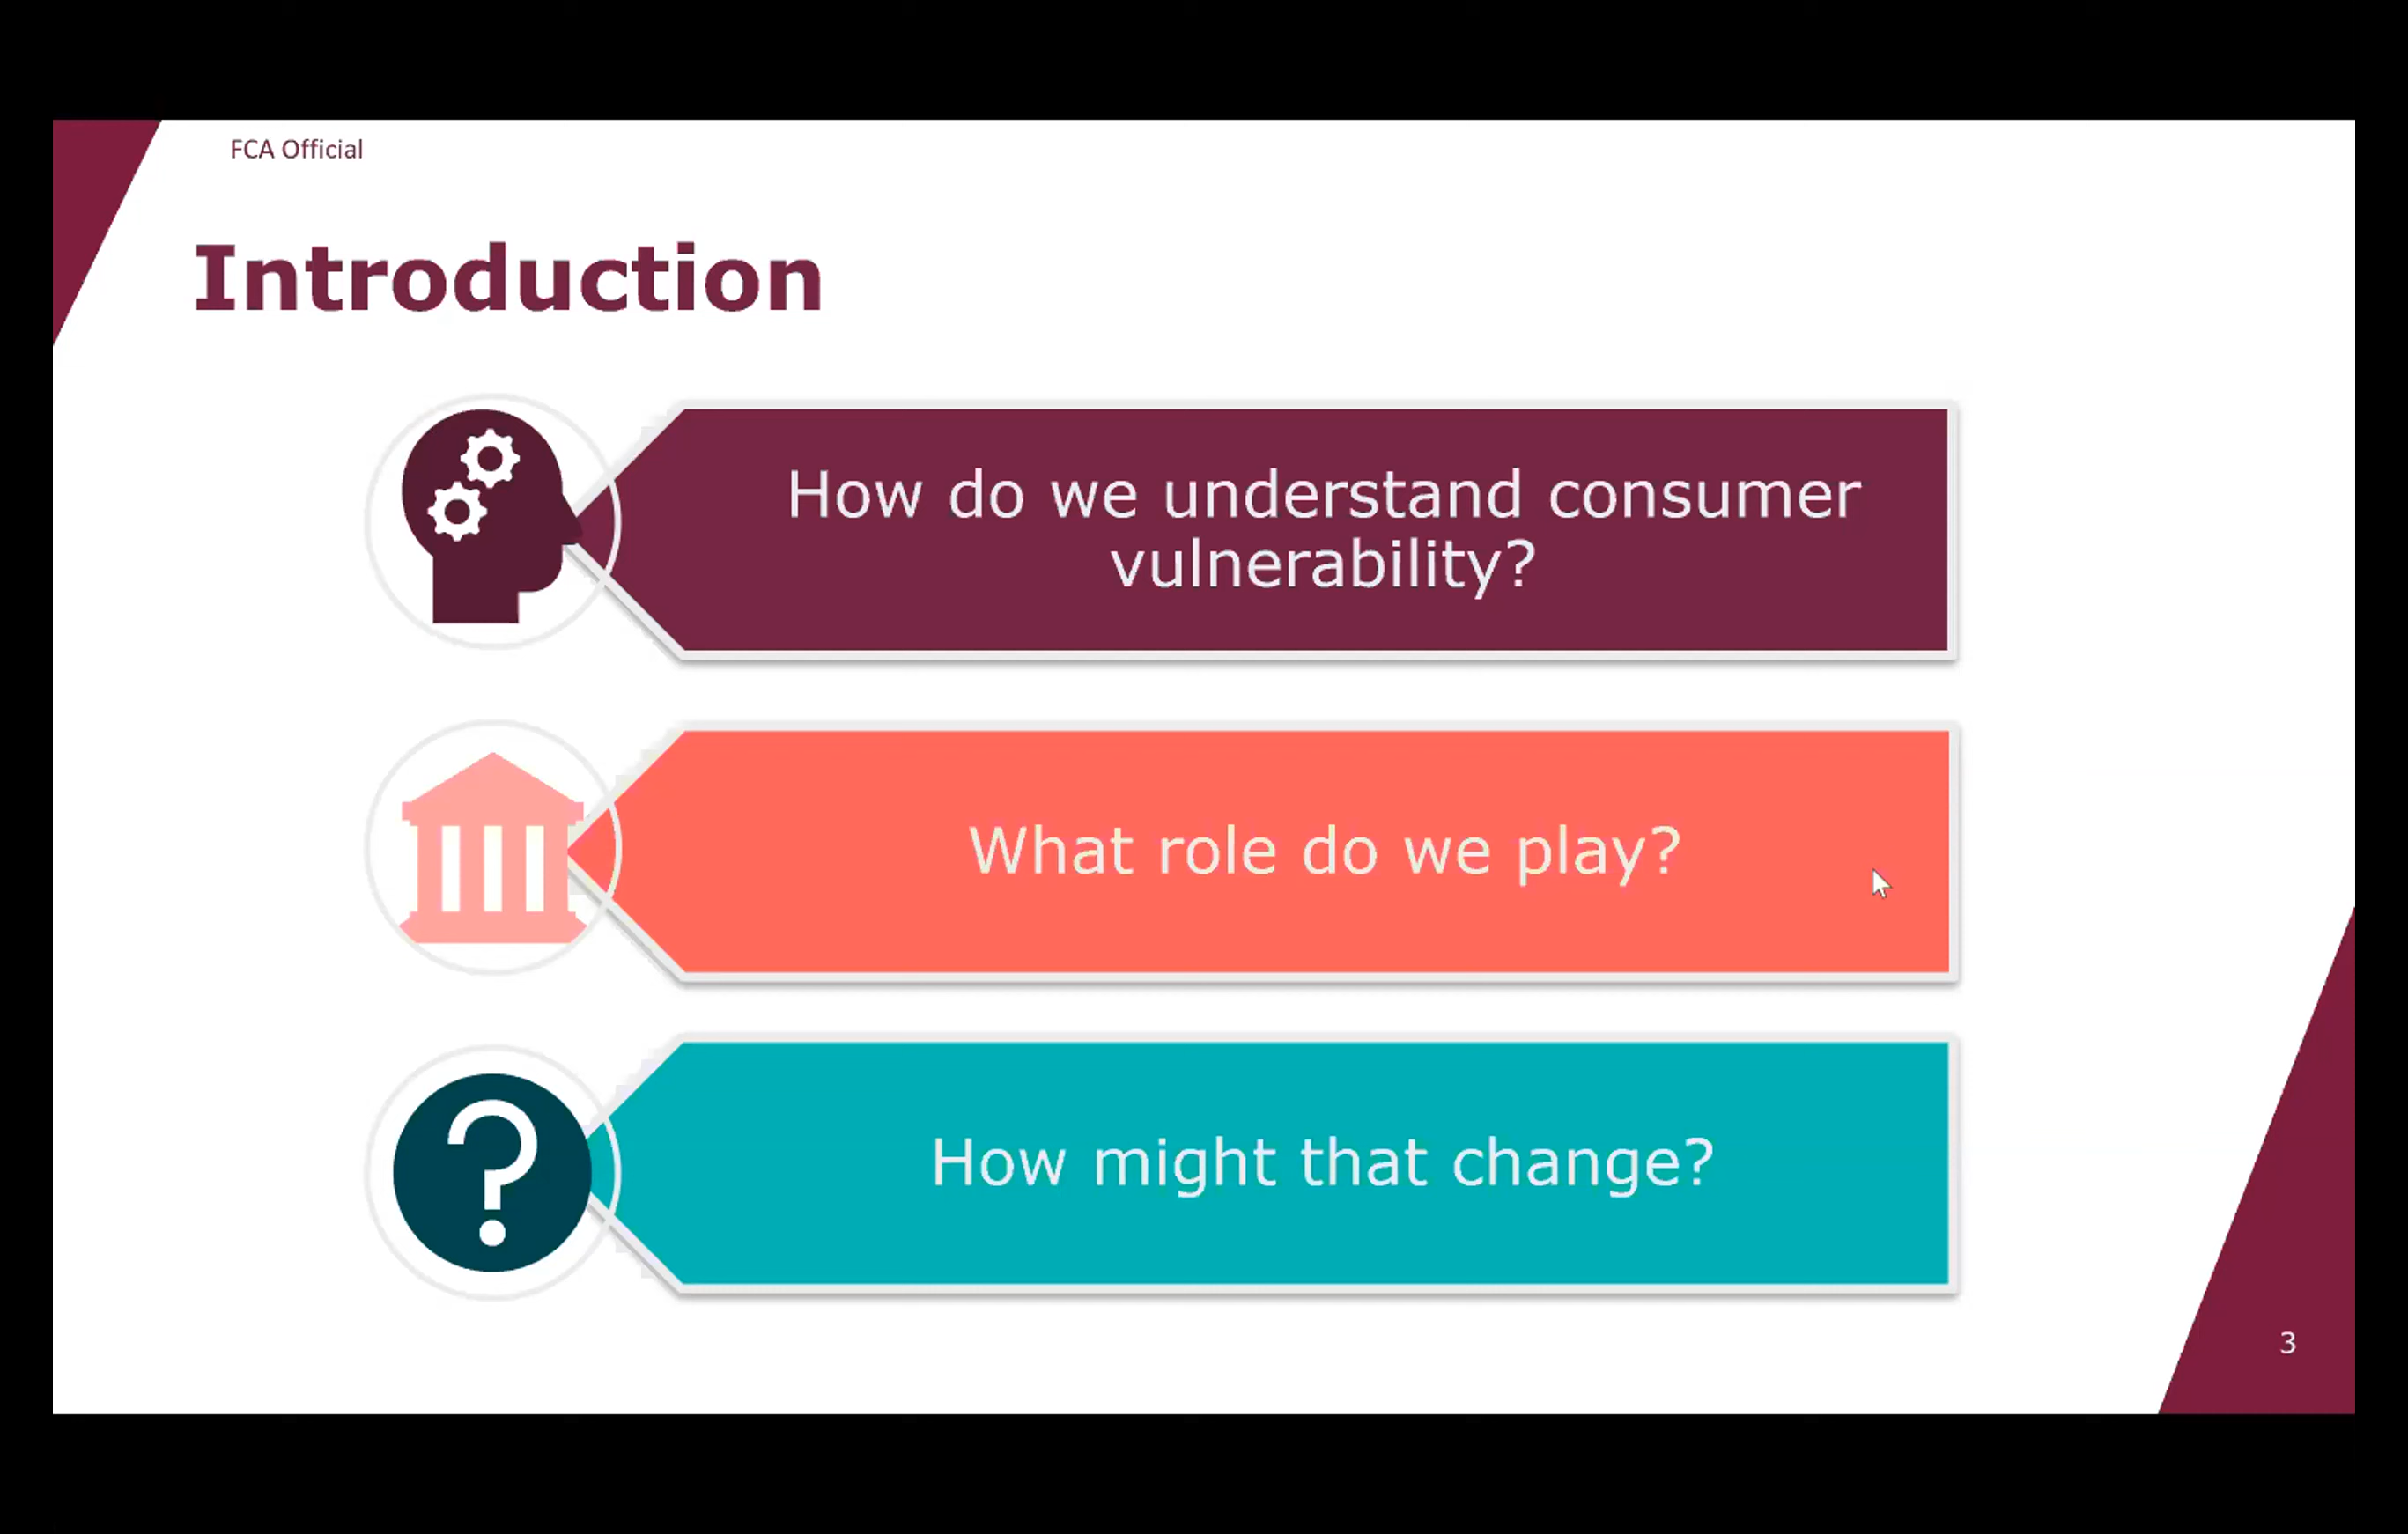 FCA Official
Introduction
How do we understand consumer
vulnerability?
What role do we play?
How might that change?
3